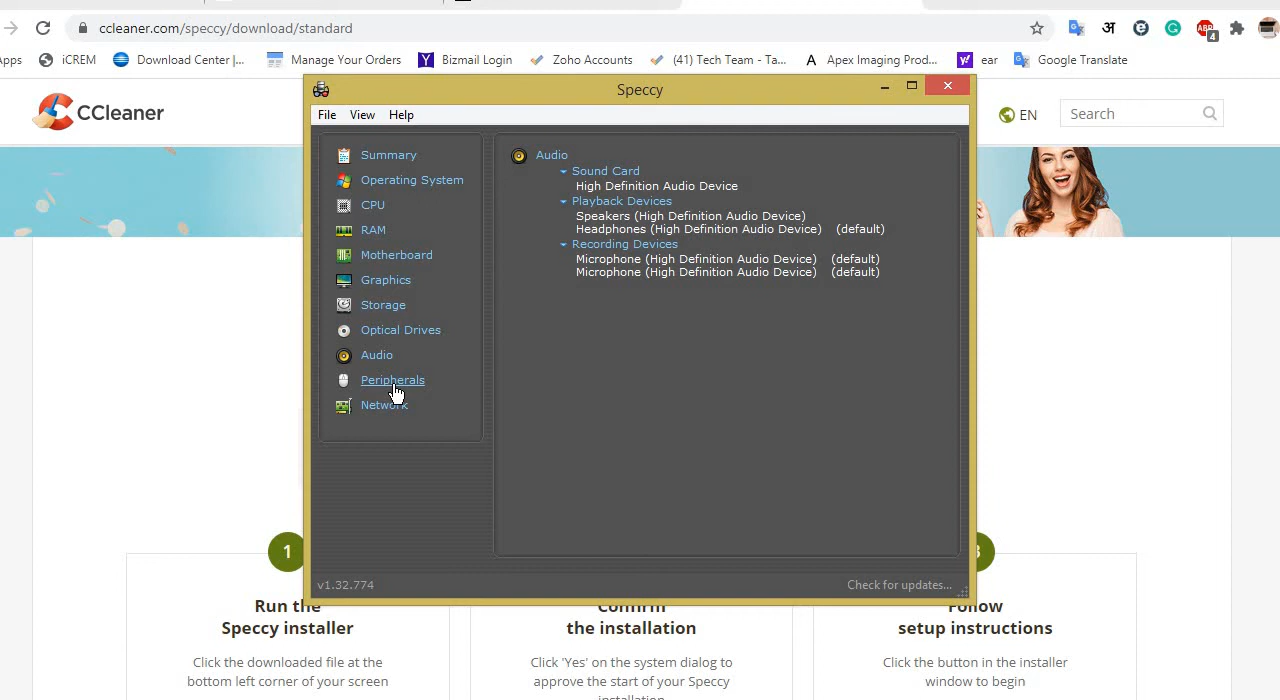 ccleaner.com/speccy/download/standard
अ
ABP
4
pps
iCREM
Download Center |...
Manage Your Orders
Bizmail Login
Zoho Accounts
(41) Tech Team - Ta...
Apex Imaging Prod...
ear
Google Translate
Speccy
CCleaner
File View Help
EN
Search
Summary
Operating System
CPU
RAM
Motherboard
Graphics
Storage
Optical Drives
Audio
Peripherals
Network
Audio
Sound Card
High Definition Audio Device
Playback Devices
Speakers (High Definition Audio Device)
Headphones (High Definition Audio Device) (default)
Recording Devices
Microphone (High Definition Audio Device) (default)
Microphone (High Definition Audio Device) (default)
v1.32.774
Check for updates...
1
3
Run the
Speccy installer
Click the downloaded file at the
bottom left corner of your screen
Confirm
the installation
Click 'Yes' on the system dialog to
approve the start of your Speccy
installation
Follow
setup instructions
Click the button in the installer
window to begin